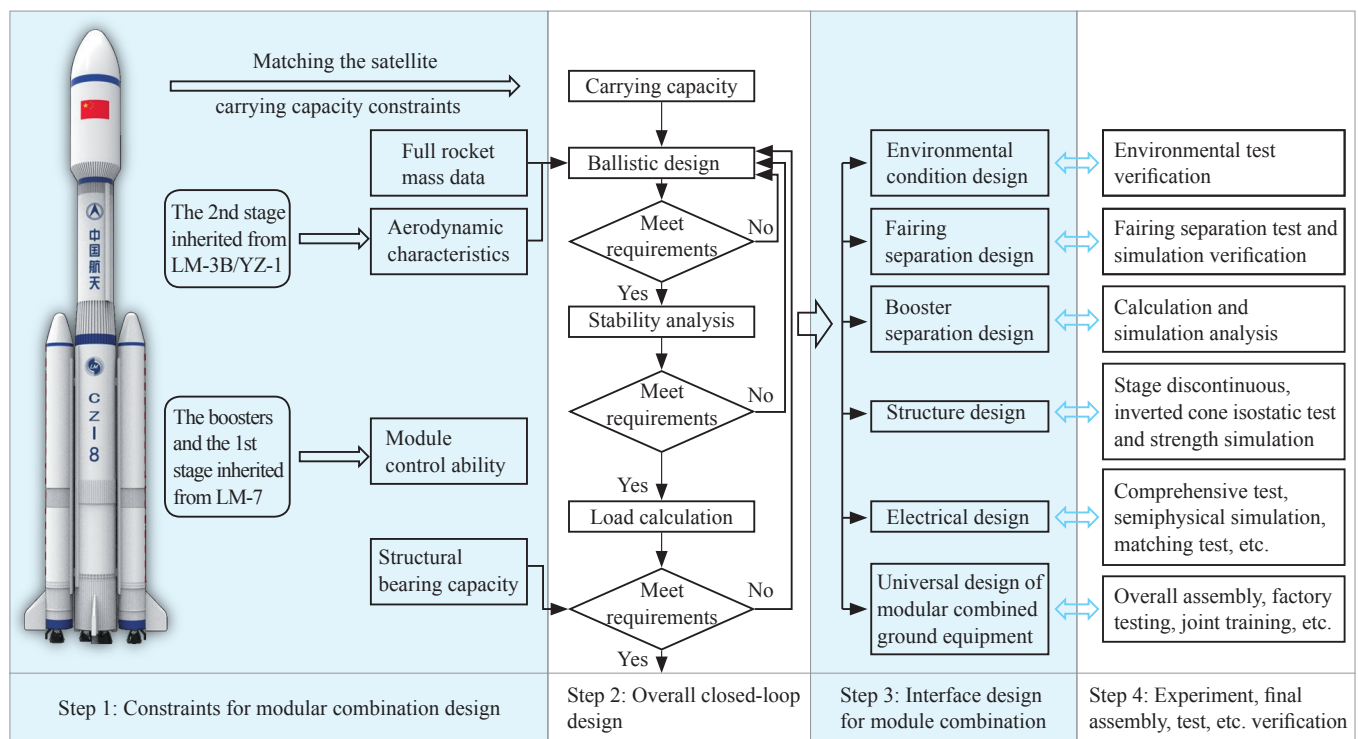 Matching the satellite
carrying capacity constraints
Full rocket
mass data
The 2nd stage
inherited from
LM-3B/YZ-1
Aerodynamic
characteristics
The boosters
and the 1st
stage inherited
from LM-7
Module
control ability
Structural
bearing capacity
中国航天
LM
CZ-8
Step 1: Constraints for modular combination design
Carrying capacity
Ballistic design
Meet
requirements
No
Yes
Stability analysis
Meet
requirements
No
Yes
Load calculation
Meet
requirements
No
Yes
Step 2: Overall closed-loop
design
Environmental
condition design
Fairing
separation design
Booster
separation design
Structure design
Electrical design
Universal design of
modular combined
ground equipment
Step 3: Interface design
for module combination
Environmental test
verification
Fairing separation test and
simulation verification
Calculation and
simulation analysis
Stage discontinuous,
inverted cone isostatic test
and strength simulation
Comprehensive test,
semiphysical simulation,
matching test, etc.
Overall assembly, factory
testing, joint training, etc.
Step 4: Experiment, final
assembly, test, etc. verification